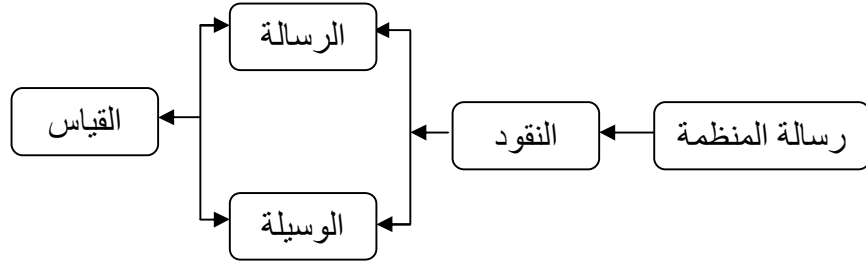 رسالة المنظمة
النقود
الرسالة
الوسيلة
القياس